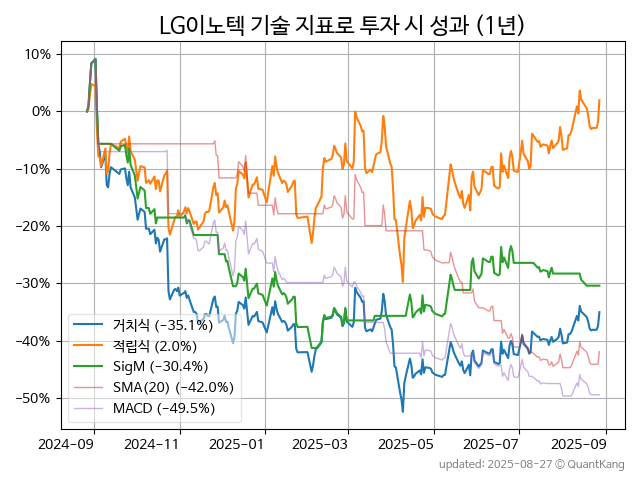 LG이노텍 기술 지표로 투자 시 성과 (1년)
10%
0%
−10%
−20%
−30%
−40%
−50%
거치식 (−35.1%)
적립식 (2.0%)
SigM (−30.4%)
SMA(20) (−42.0%)
MACD (−49.5%)
2024-09 2024-11 2025-01 2025-03 2025-05 2025-07 2025-09
updated: 2025-08-27 © QuantKang